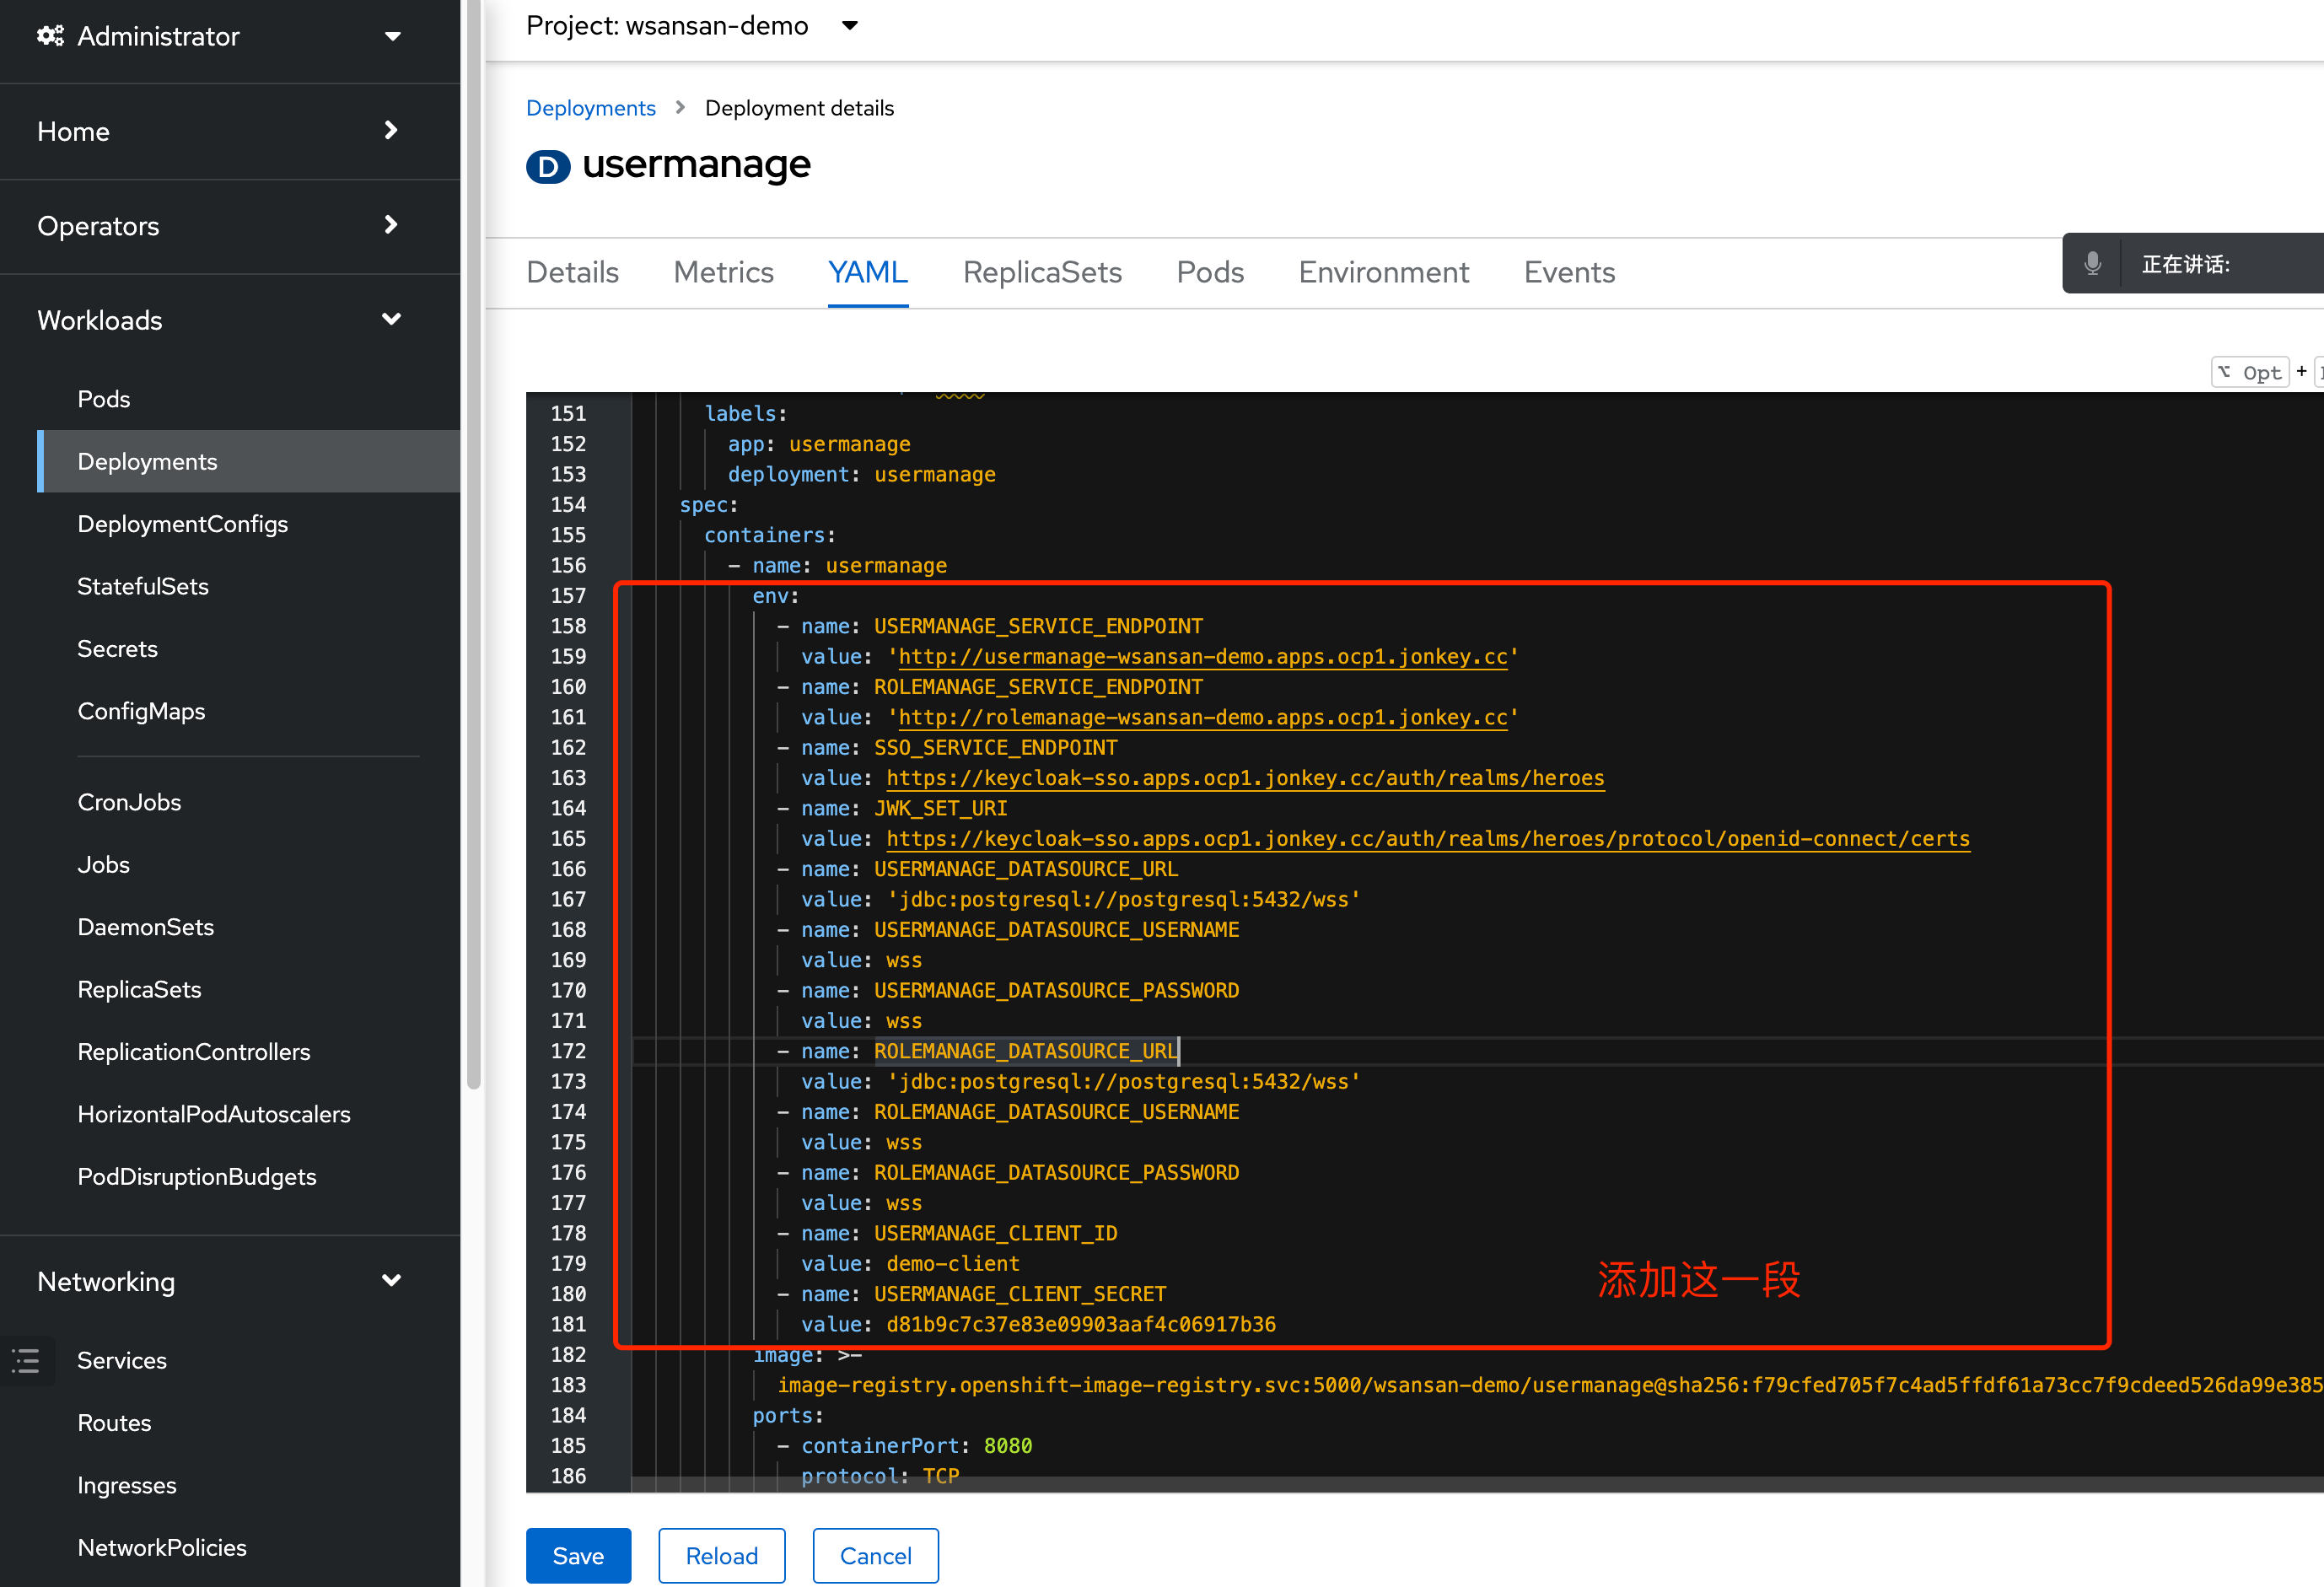 Administrator
Home
Operators
Workloads
Pods
Deployments
DeploymentConfigs
StatefulSets
Secrets
ConfigMaps
CronJobs
Jobs
DaemonSets
ReplicaSets
ReplicationControllers
HorizontalPodAutoscalers
PodDisruptionBudgets
Networking
Services
Routes
Ingresses
NetworkPolicies
Project: wsansan-demo
Deployments > Deployment details
D usermanage
Details Metrics YAML ReplicaSets Pods Environment Events
正在讲话:
⌥ Opt +
151 labels:
152 app: usermanage
153 deployment: usermanage
154 spec:
155 containers:
156 - name: usermanage
157 env:
158 - name: USERMANAGE_SERVICE_ENDPOINT
159 value: 'http://usermanage-wsansan-demo.apps.ocp1.jonkey.cc'
160 - name: ROLEMANAGE_SERVICE_ENDPOINT
161 value: 'http://rolemanage-wsansan-demo.apps.ocp1.jonkey.cc'
162 - name: SSO_SERVICE_ENDPOINT
163 value: https://keycloak-sso.apps.ocp1.jonkey.cc/auth/realms/heroes
164 - name: JWK_SET_URI
165 value: https://keycloak-sso.apps.ocp1.jonkey.cc/auth/realms/heroes/protocol/openid-connect/certs
166 - name: USERMANAGE_DATASOURCE_URL
167 value: 'jdbc:postgresql://postgresql:5432/wss'
168 - name: USERMANAGE_DATASOURCE_USERNAME
169 value: wss
170 - name: USERMANAGE_DATASOURCE_PASSWORD
171 value: wss
172 - name: ROLEMANAGE_DATASOURCE_URL
173 value: 'jdbc:postgresql://postgresql:5432/wss'
174 - name: ROLEMANAGE_DATASOURCE_USERNAME
175 value: wss
176 - name: ROLEMANAGE_DATASOURCE_PASSWORD
177 value: wss
178 - name: USERMANAGE_CLIENT_ID
179 value: demo-client
180 - name: USERMANAGE_CLIENT_SECRET
181 value: d81b9c7c37e83e09903aaf4c06917b36
添加这一段
182 image: >-
183 image-registry.openshift-image-registry.svc:5000/wsansan-demo/usermanage@sha256:f79cfed705f7c4ad5ffdf61a73cc7f9cdeed526da99e385
184 ports:
185 - containerPort: 8080
186 protocol: TCP
Save Reload Cancel